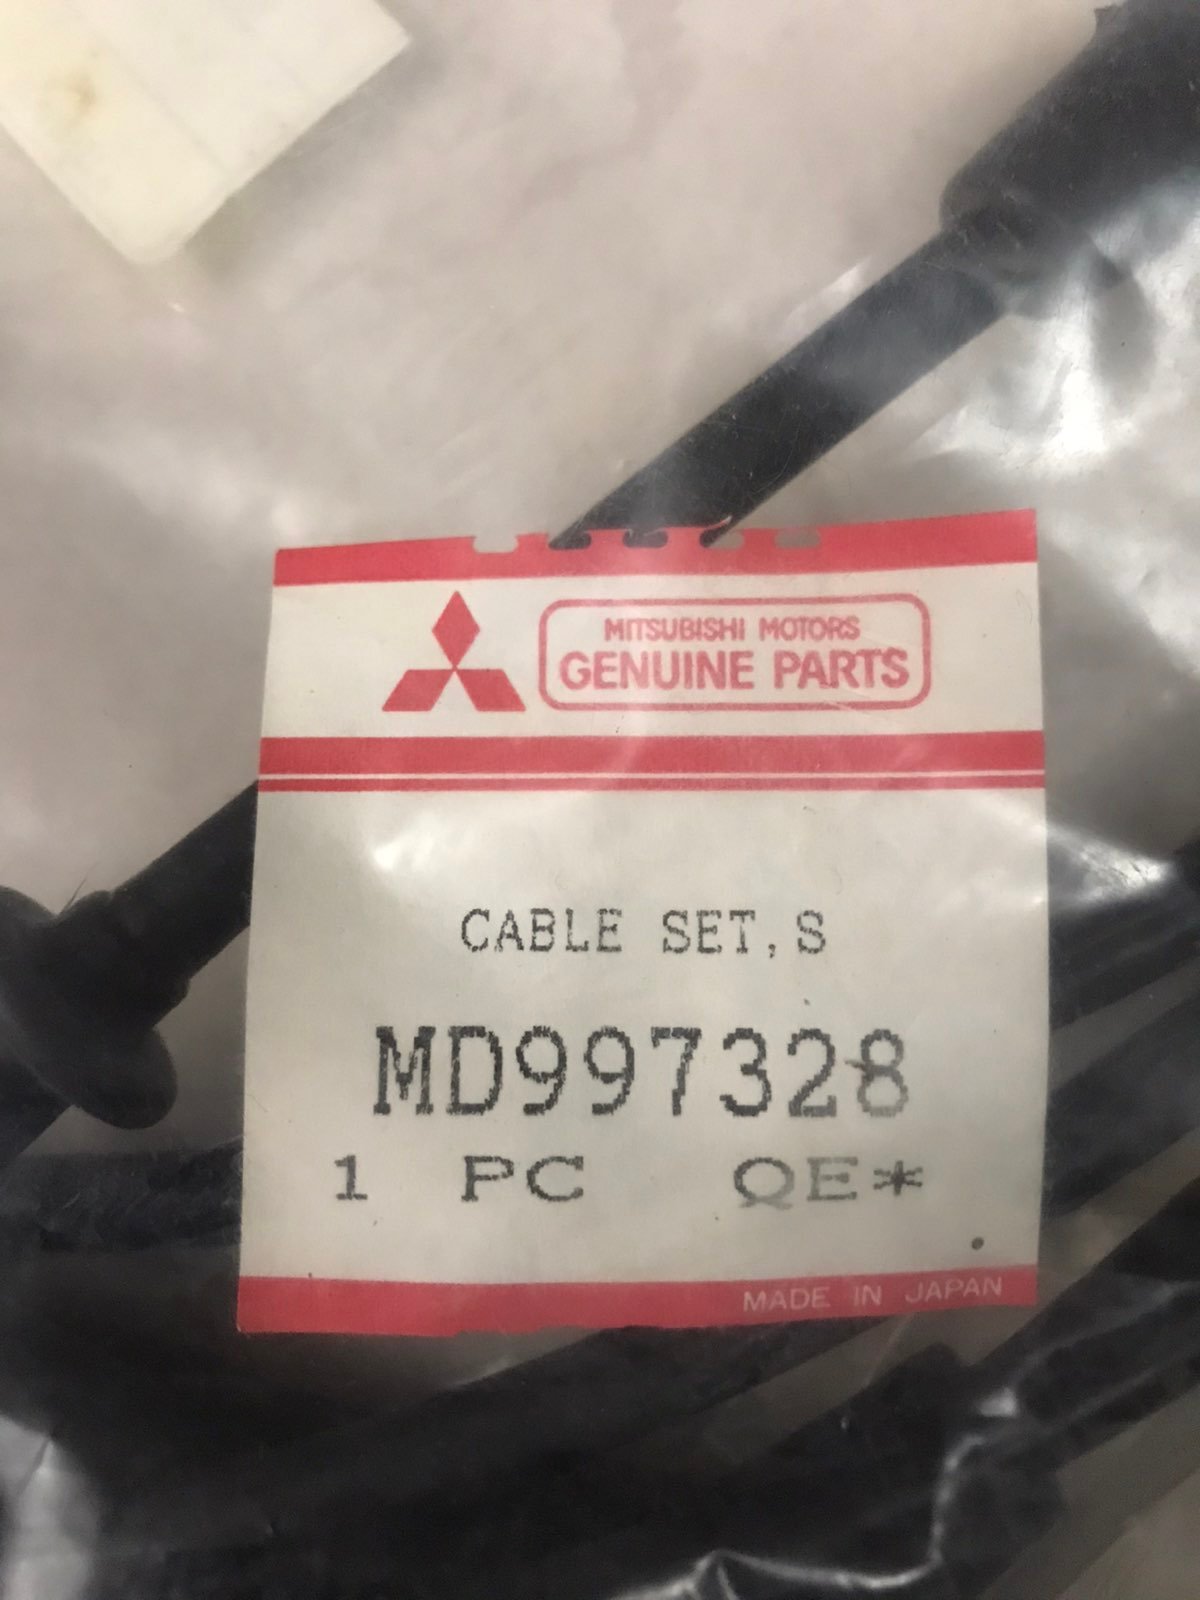 MITSUBISHI MOTORS
GENUINE PARTS
CABLE SET,S
MD997328
1 PC QE*
MADE IN JAPAN